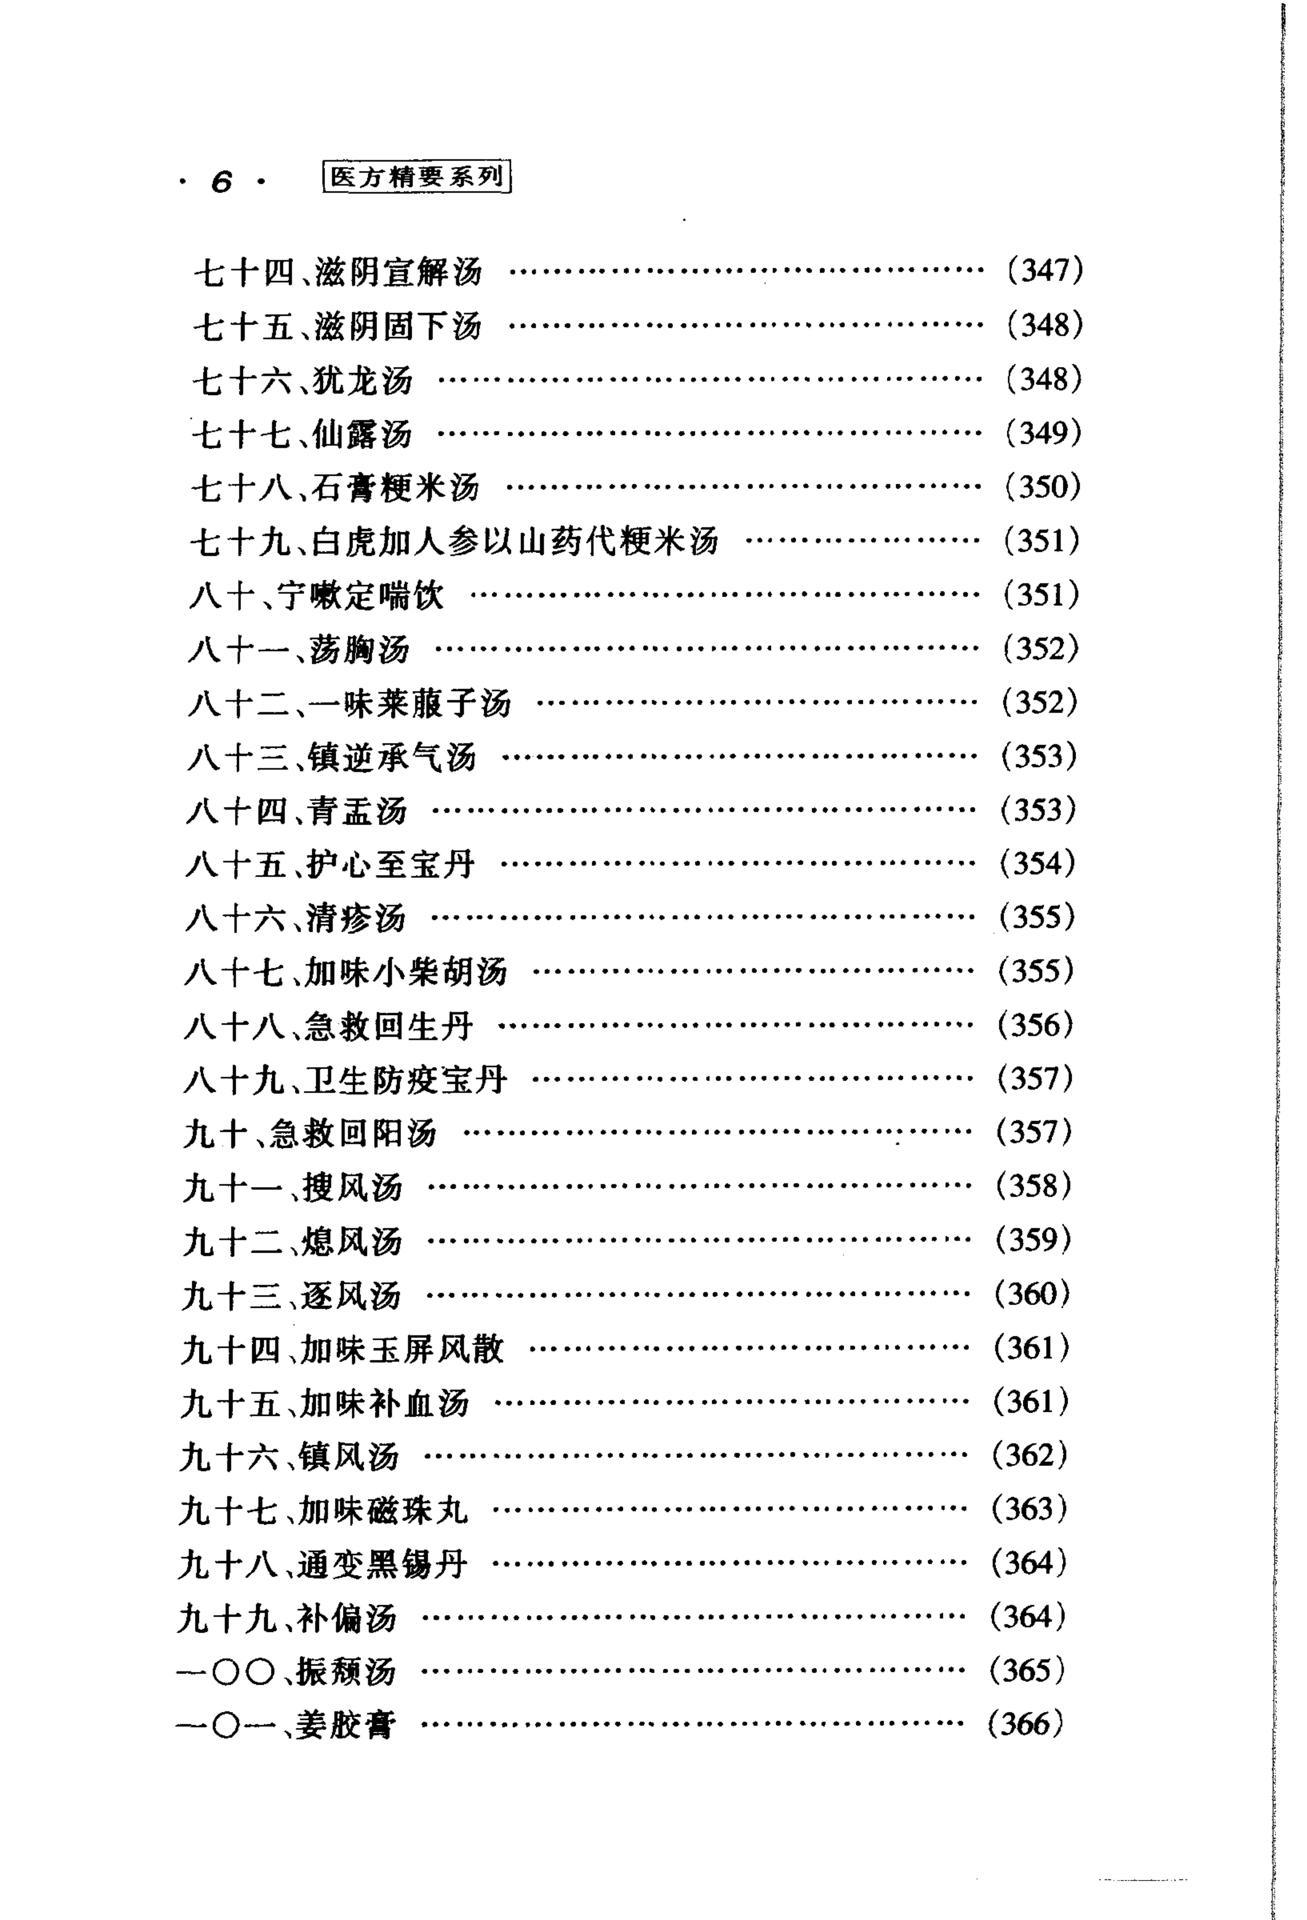 · 6 · 医方精要系列
七十四、滋阴宣解汤 …………………………………… (347)
七十五、滋阴固下汤 …………………………………… (348)
七十六、犹龙汤 ………………………………………… (348)
七十七、仙露汤 ………………………………………… (349)
七十八、石膏粳米汤 …………………………………… (350)
七十九、白虎加人参以山药代粳米汤 ………………… (351)
八十、宁嗽定喘饮 ……………………………………… (351)
八十一、荡胸汤 ………………………………………… (352)
八十二、一味莱菔子汤 ………………………………… (352)
八十三、镇逆承气汤 …………………………………… (353)
八十四、青盂汤 ………………………………………… (353)
八十五、护心至宝丹 …………………………………… (354)
八十六、清疹汤 ………………………………………… (355)
八十七、加味小柴胡汤 ………………………………… (355)
八十八、急救回生丹 …………………………………… (356)
八十九、卫生防疫宝丹 ………………………………… (357)
九十、急救回阳汤 ……………………………………… (357)
九十一、搜风汤 ………………………………………… (358)
九十二、熄风汤 ………………………………………… (359)
九十三、逐风汤 ………………………………………… (360)
九十四、加味玉屏风散 ………………………………… (361)
九十五、加味补血汤 …………………………………… (361)
九十六、镇风汤 ………………………………………… (362)
九十七、加味磁珠丸 …………………………………… (363)
九十八、通变黑锡丹 …………………………………… (364)
九十九、补偏汤 ………………………………………… (364)
一〇〇、振颓汤 ………………………………………… (365)
一〇一、姜胶膏 ………………………………………… (366)